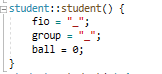 student::student() {
fio = "_";
group = "_";
ball = 0;
}